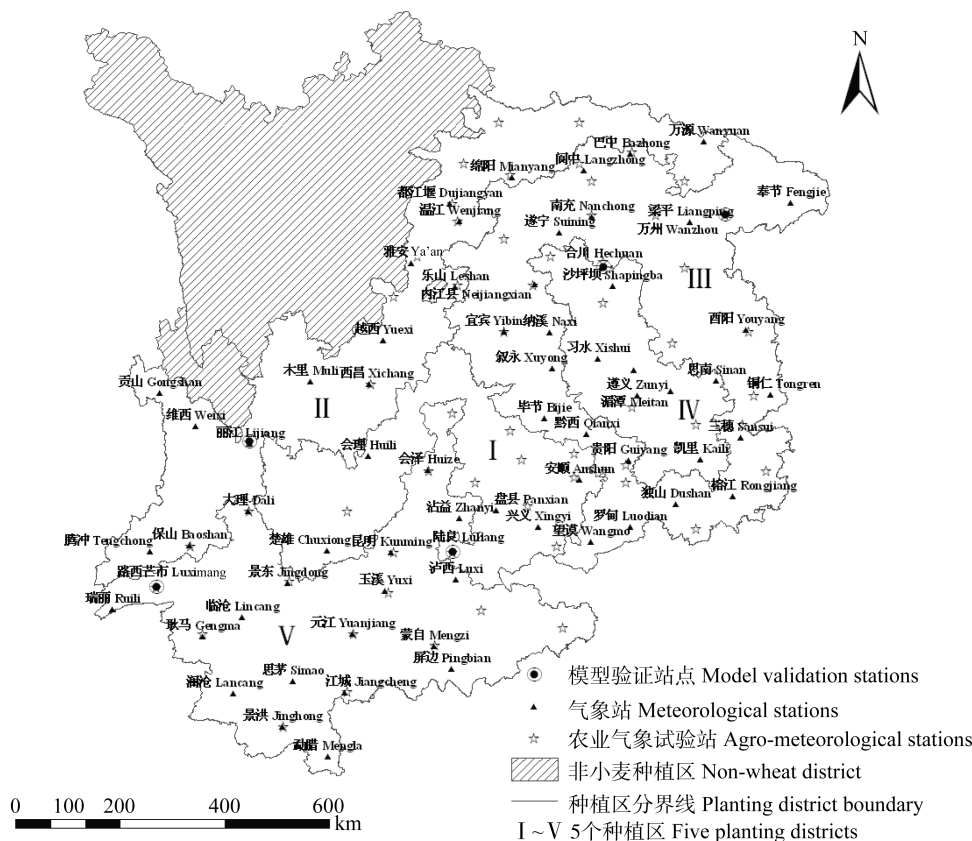 N
万源 Wanyuan
巴中 Bazhong
阆中 Langzhong
绵阳 Mianyang
奉节 Fengjie
都江堰 Dujiangyan
温江 Wenjiang
南充 Nanchong
梁平 Liangping
遂宁 Suining
万州 Wanzhou
雅安 Ya'an
合川 Hechuan
乐山 Leshan
沙坪坝 Shapingba
III
内江县 Neijiangxian
酉阳 Youyang
宜宾 Yibin
纳溪 Naxi
越西 Yuexi
习水 Xishui
叙永 Xuyong
思南 Sinan
木里 Muli
西昌 Xichang
贡山 Gongshan
遵义 Zunyi
铜仁 Tongren
湄潭 Meitan
II
IV
毕节 Bijie
维西 Weixi
黔西 Qianxi
三穗 Sansui
丽江 Lijiang
I
会理 Huili
贵阳 Guiyang
凯里 Kaili
会泽 Huize
安顺 Anshun
榕江 Rongjiang
独山 Dushan
大理 Dali
盘县 Panxian
沾益 Zhanyi
兴义 Xingyi
罗甸 Luodian
保山 Baoshan
望谟 Wangmo
陆良 Luliang
腾冲 Tengchong
楚雄 Chuxiong
昆明 Kunming
泸西 Luxi
路西芒市 Luximang
景东 Jingdong
玉溪 Yuxi
瑞丽 Ruili
临沧 Lincang
元江 Yuanjiang
耿马 Gengma
V
蒙自 Mengzi
屏边 Pingbian
思茅 Simao
澜沧 Lancang
江城 Jiangcheng
景洪 Jinghong
勐腊 Mengla
模型验证站点 Model validation stations
气象站 Meteorological stations
农业气象试验站 Agro-meteorological stations
非小麦种植区 Non-wheat district
种植区分界线 Planting district boundary
I ~ V 5个种植区 Five planting districts
0 100 200 400 600
km